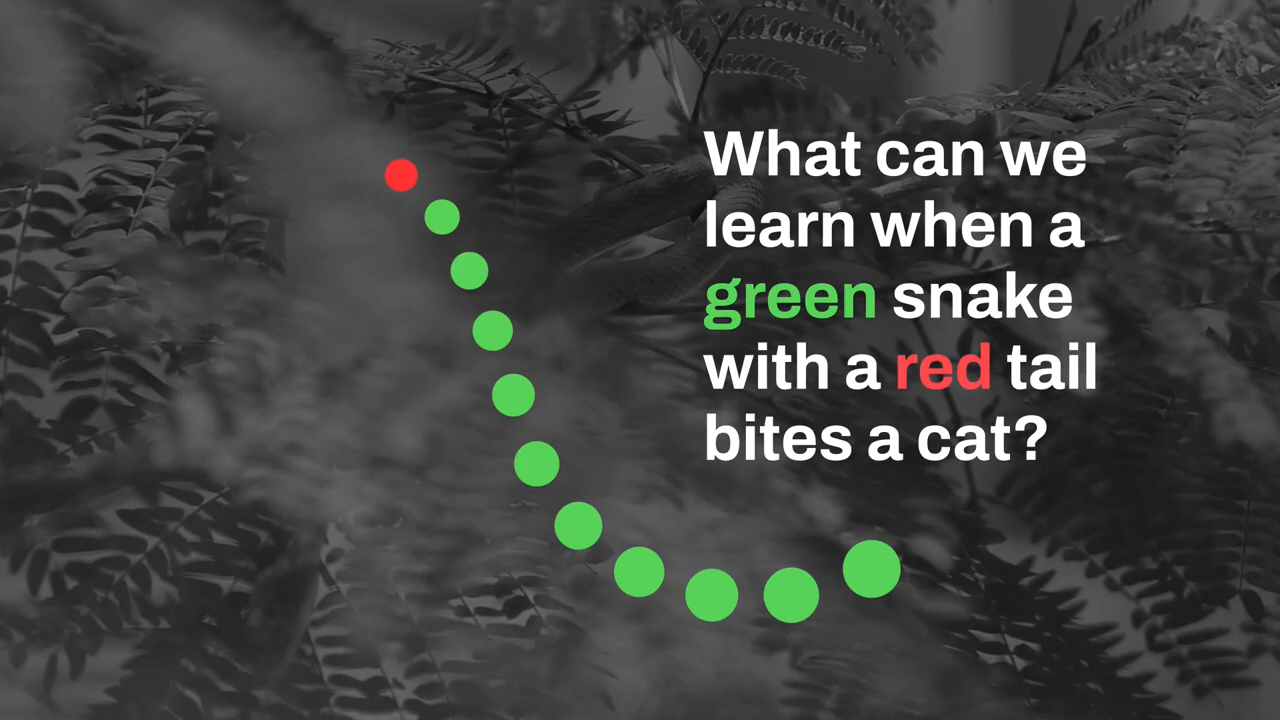 What can we
learn when a
green snake
with a red tail
bites a cat?